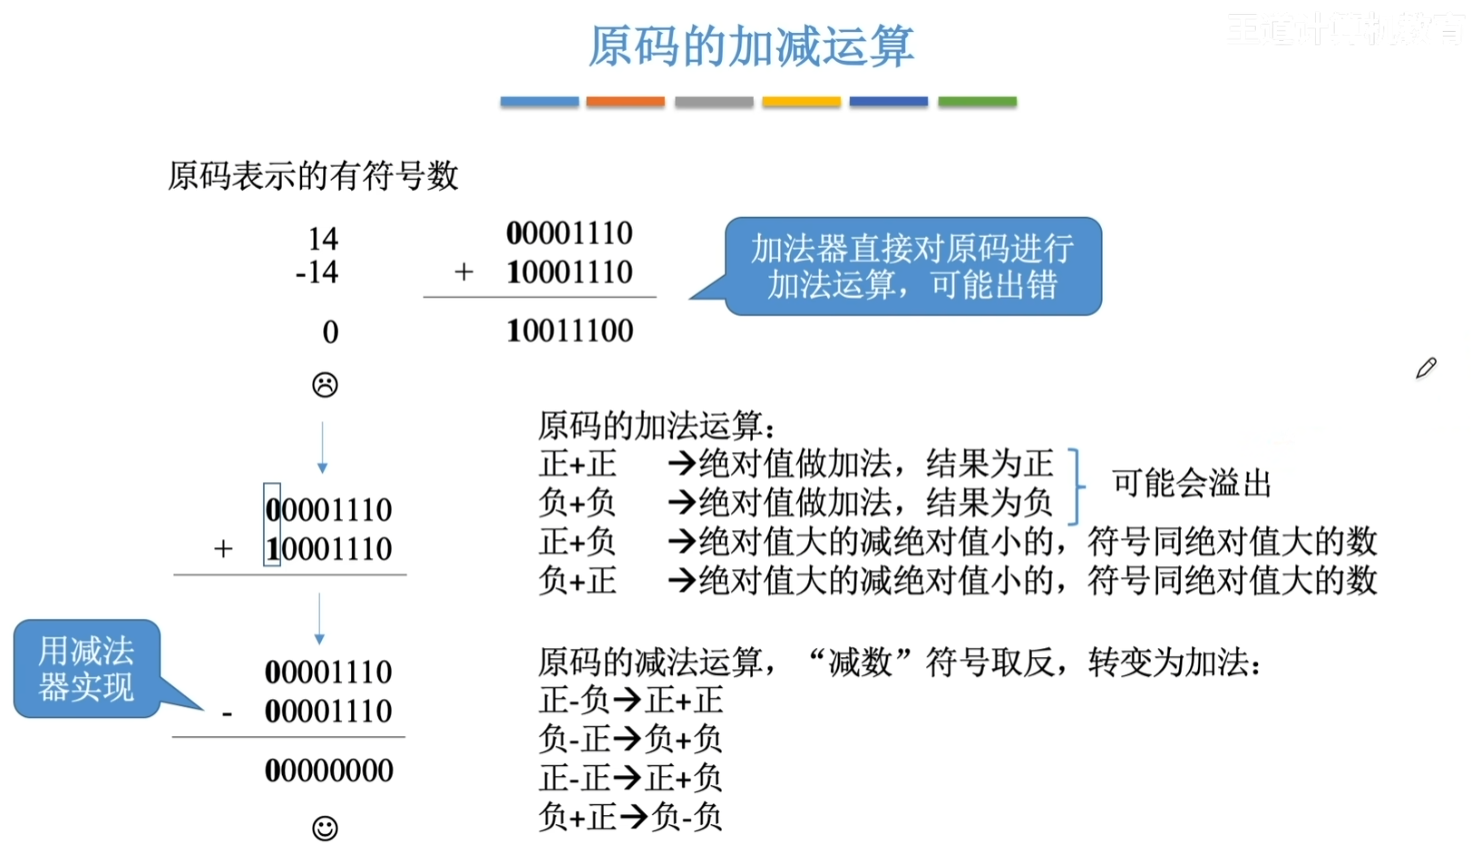 王道计算机教育
原码的加减运算
原码表示的有符号数
14
-14
0
00001110
+ 10001110
10011100
加法器直接对原码进行
加法运算，可能出错
00001110
+ 10001110
用减法
器实现
00001110
- 00001110
00000000
原码的加法运算：
正+正 →绝对值做加法，结果为正
负+负 →绝对值做加法，结果为负
可能会溢出
正+负 →绝对值大的减绝对值小的，符号同绝对值大的数
负+正 →绝对值大的减绝对值小的，符号同绝对值大的数
原码的减法运算，“减数”符号取反，转变为加法：
正-负→正+正
负-正→负+负
正-正→正+负
负+正→负-负